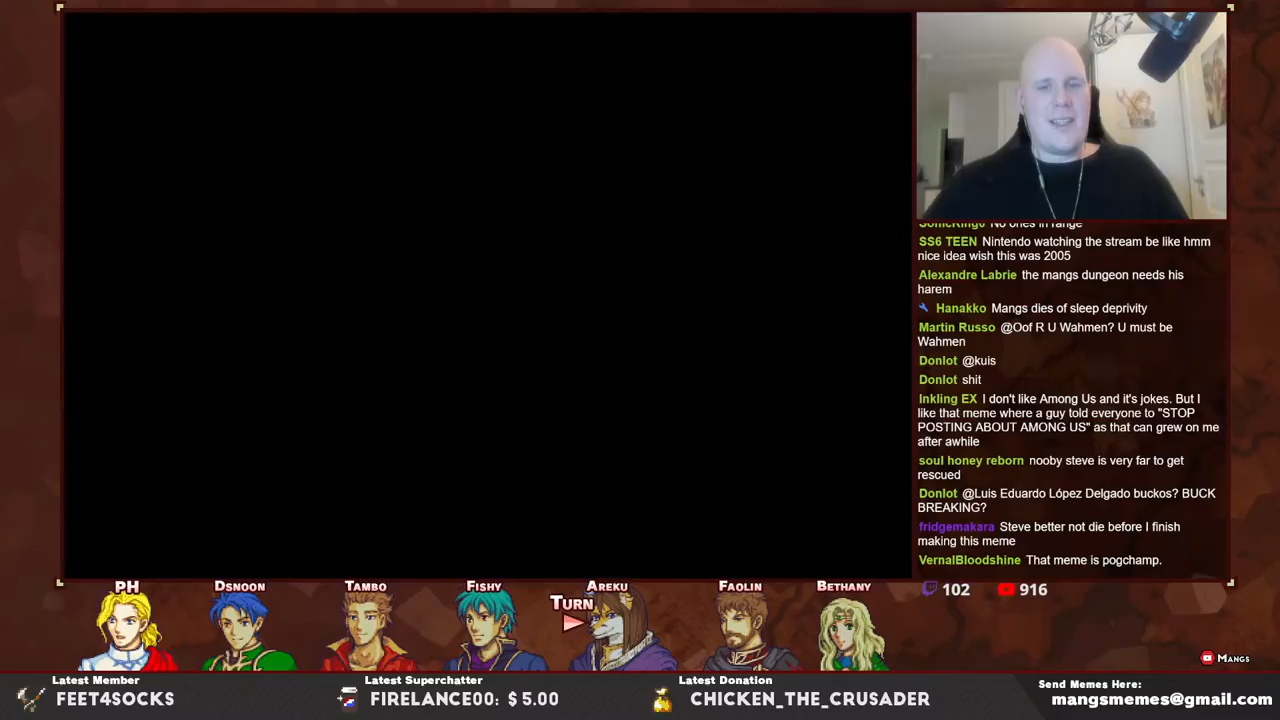 SonicRing6 No ones in range
SS6 TEEN Nintendo watching the stream be like hmm
nice idea wish this was 2005
Alexandre Labrie the mangs dungeon needs his
harem
Hanakko Mangs dies of sleep deprivity
Martin Russo @Oof R U Wahmen? U must be
Wahmen
Donlot @kuis
Donlot shit
Inkling EX I don't like Among Us and it's jokes. But I
like that meme where a guy told everyone to "STOP
POSTING ABOUT AMONG US" as that can grew on me
after awhile
soul honey reborn nooby steve is very far to get
rescued
Donlot @Luis Eduardo López Delgado buckos? BUCK
BREAKING?
fridgemakara Steve better not die before I finish
making this meme
VernalBloodshine That meme is pogchamp.
PH DSNOON TAMBO FISHY AREKU FAOLIN BETHANY
102 916
TURN
MANGS
Latest Member
FEET4SOCKS
Latest Superchatter
FIRELANCE00: $5.00
Latest Donation
CHICKEN_THE_CRUSADER
Send Memes Here:
mangsmemes@gmail.com